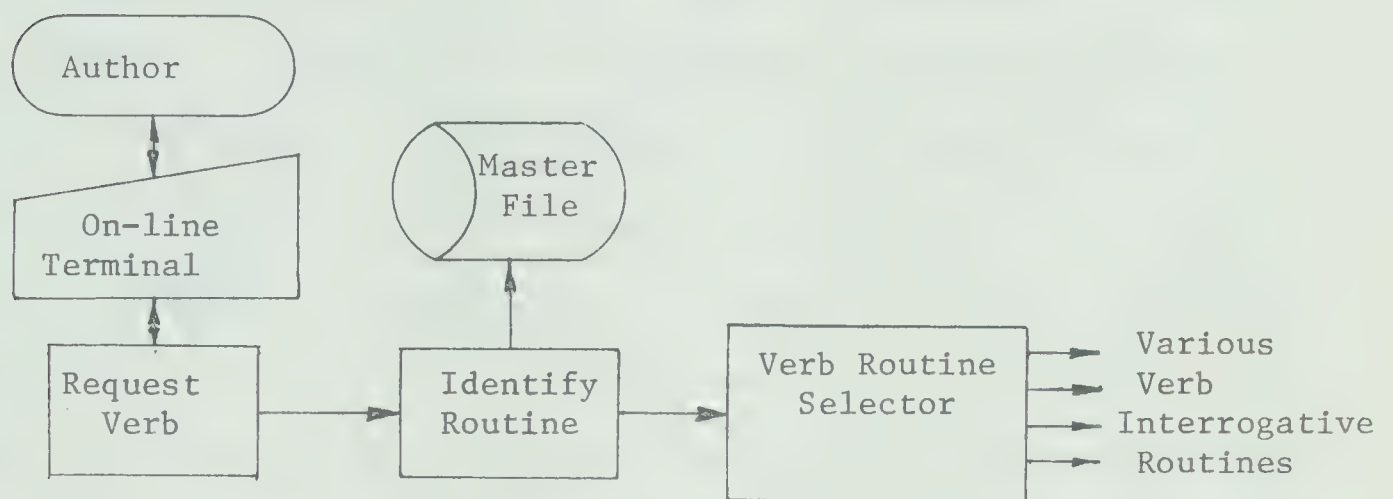 Author
On-line
Terminal
Request
Verb
Master
File
Identify
Routine
Verb Routine
Selector
Various
Verb
Interrogative
Routines